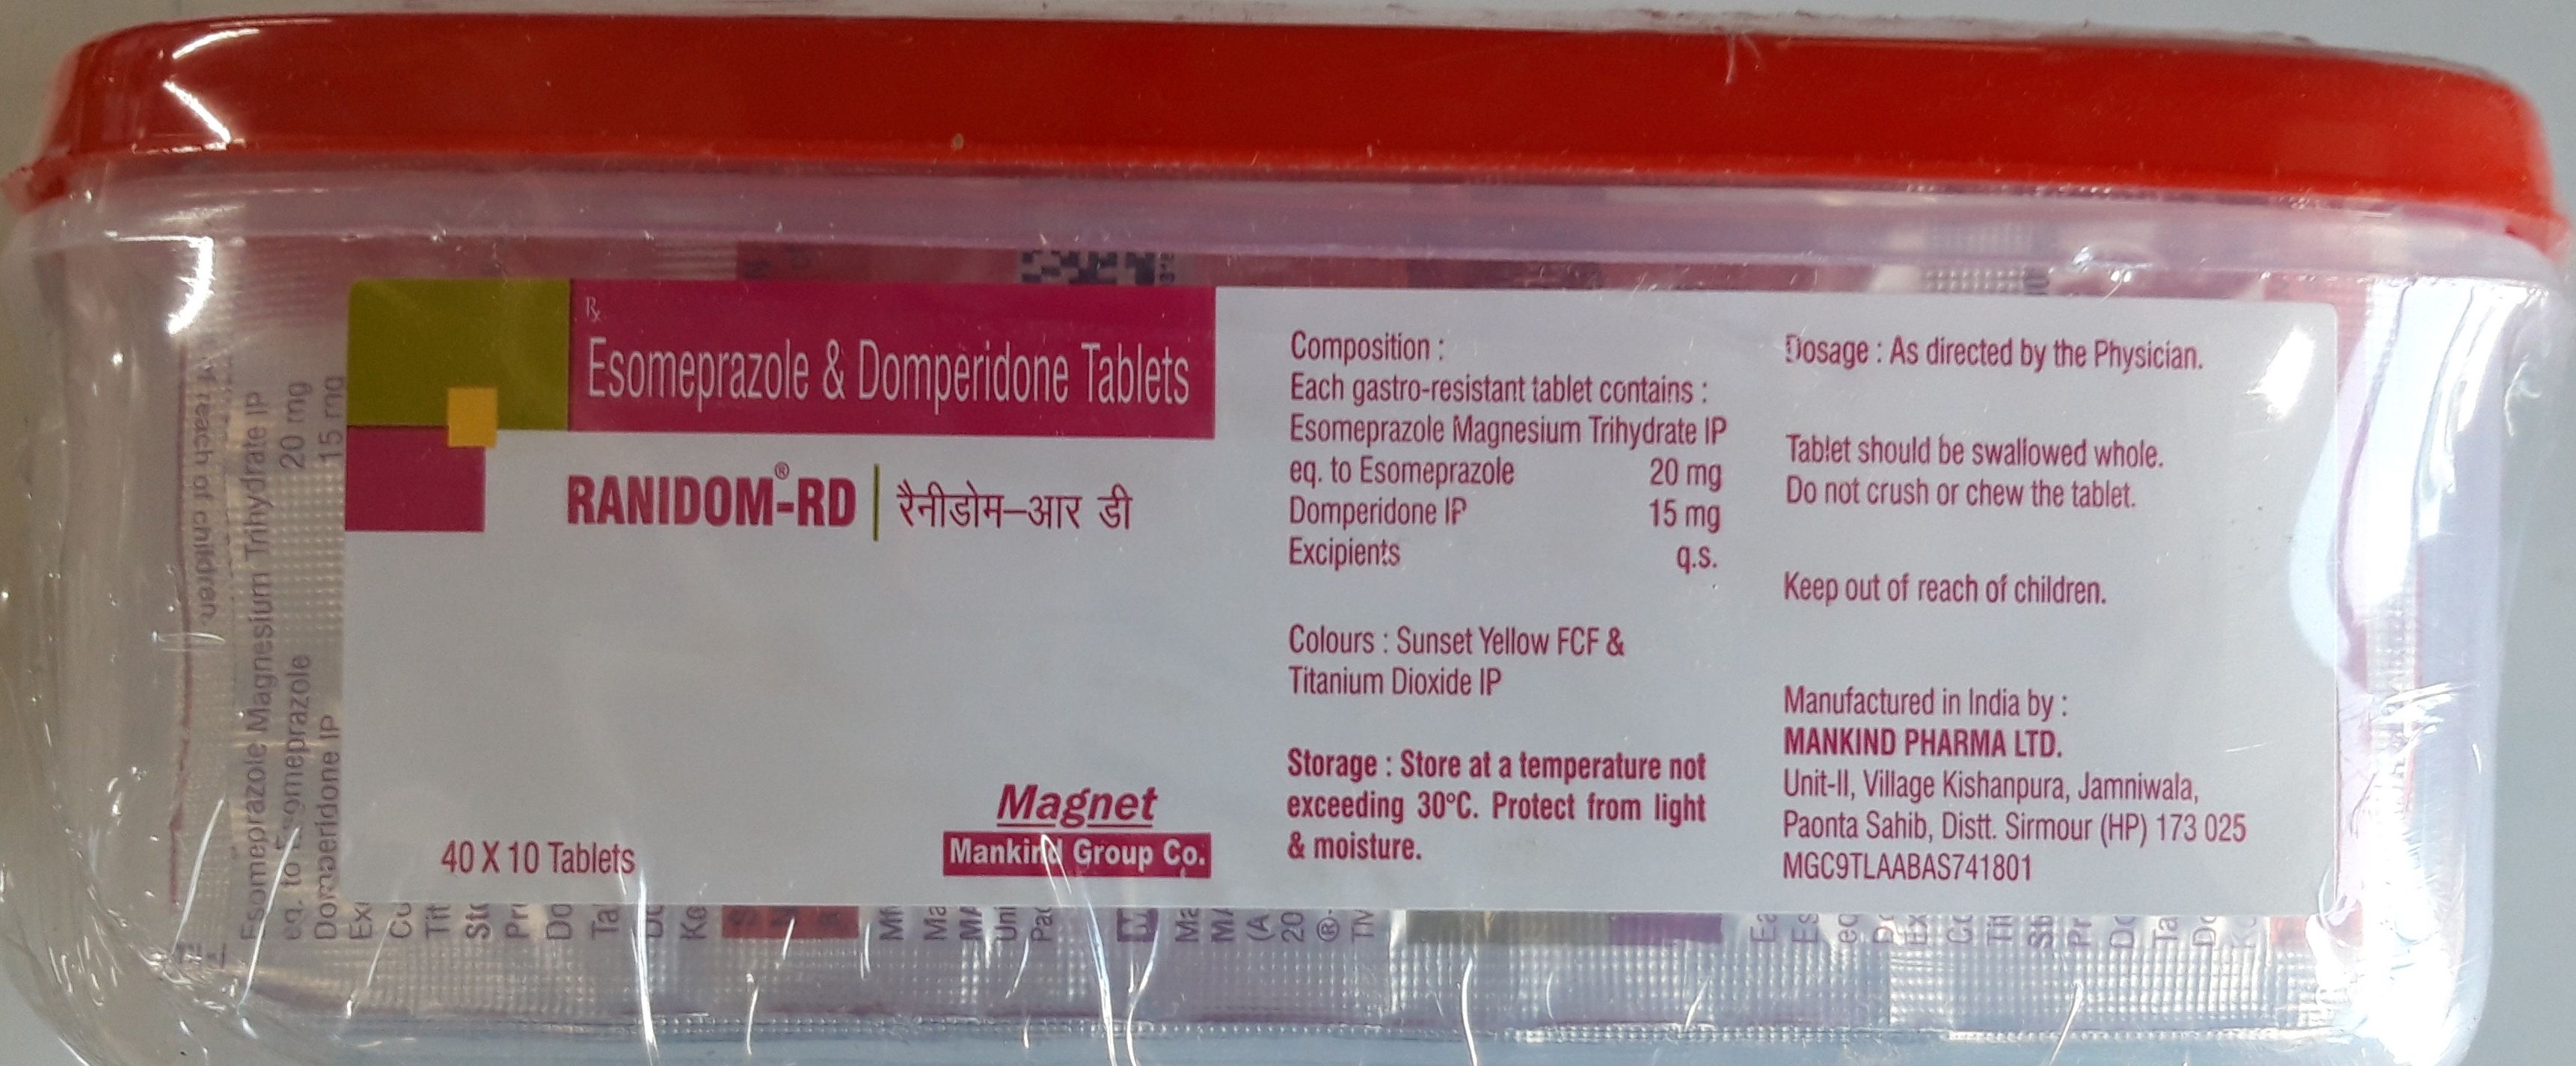 Rx
Esomeprazole & Domperidone Tablets
RANIDOM®-RD | रैनीडोम–आर डी
40 X 10 Tablets
Magnet
Mankind Group Co.
Composition :
Each gastro-resistant tablet contains :
Esomeprazole Magnesium Trihydrate IP
eq. to Esomeprazole 20 mg
Domperidone IP 15 mg
Excipients q.s.
Colours : Sunset Yellow FCF &
Titanium Dioxide IP
Storage : Store at a temperature not
exceeding 30°C. Protect from light
& moisture.
Dosage : As directed by the Physician.
Tablet should be swallowed whole.
Do not crush or chew the tablet.
Keep out of reach of children.
Manufactured in India by :
MANKIND PHARMA LTD.
Unit-II, Village Kishanpura, Jamniwala,
Paonta Sahib, Distt. Sirmour (HP) 173 025
MGC9TLAABAS741801
reach of children.
Esomeprazole Magnesium Trihydrate IP
eq. to Esomeprazole 20 mg
Domperidone IP 15 mg